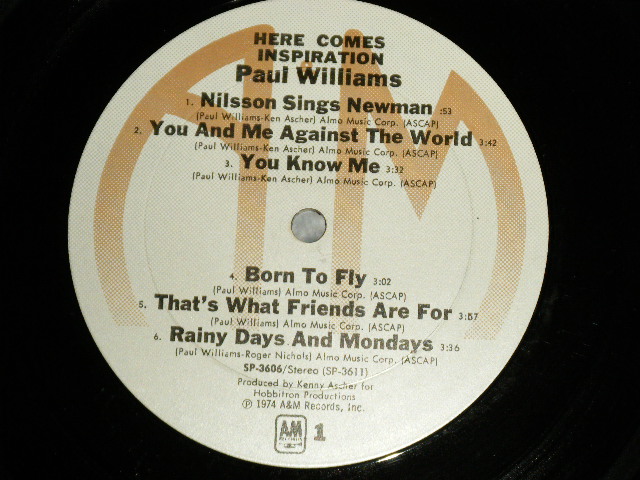 HERE COMES
INSPIRATION
Paul Williams
1. Nilsson Sings Newman :53
(Paul Williams-Ken Ascher) Almo Music Corp. (ASCAP)
2. You And Me Against The World 3:42
(Paul Williams-Ken Ascher) Almo Music Corp. (ASCAP)
3. You Know Me 3:32
(Paul Williams-Ken Ascher) Almo Music Corp. (ASCAP)
4. Born To Fly 3:02
(Paul Williams) Almo Music Corp. (ASCAP)
5. That's What Friends Are For 3:57
(Paul Williams) Almo Music Corp. (ASCAP)
6. Rainy Days And Mondays 3:36
(Paul Williams-Roger Nichols) Almo Music Corp. (ASCAP)
SP-3606/Stereo (SP-3611)
Produced by Kenny Ascher for
Hobbitron Productions
℗ 1974 A&M Records, Inc.
A&M
RECORDS
1